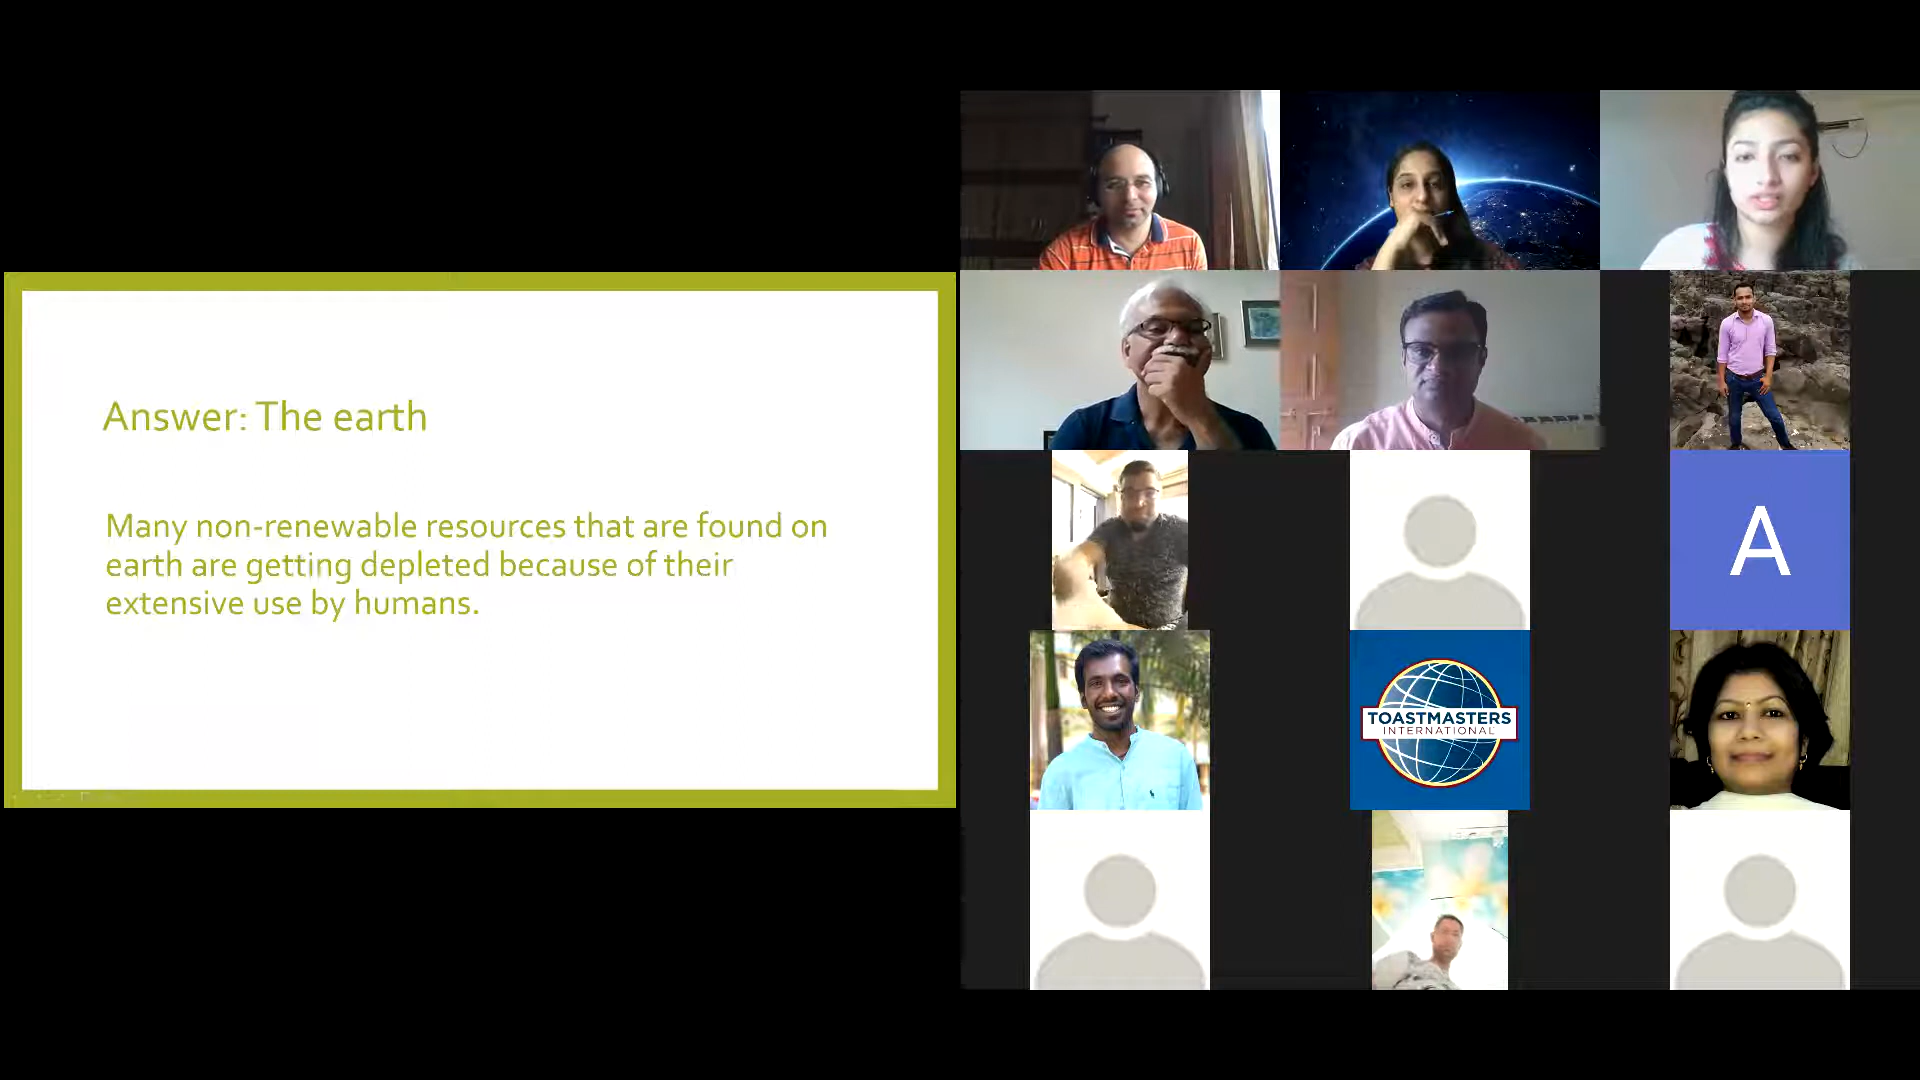 Answer: The earth
Many non-renewable resources that are found on
earth are getting depleted because of their
extensive use by humans.
A
TOASTMASTERS
INTERNATIONAL